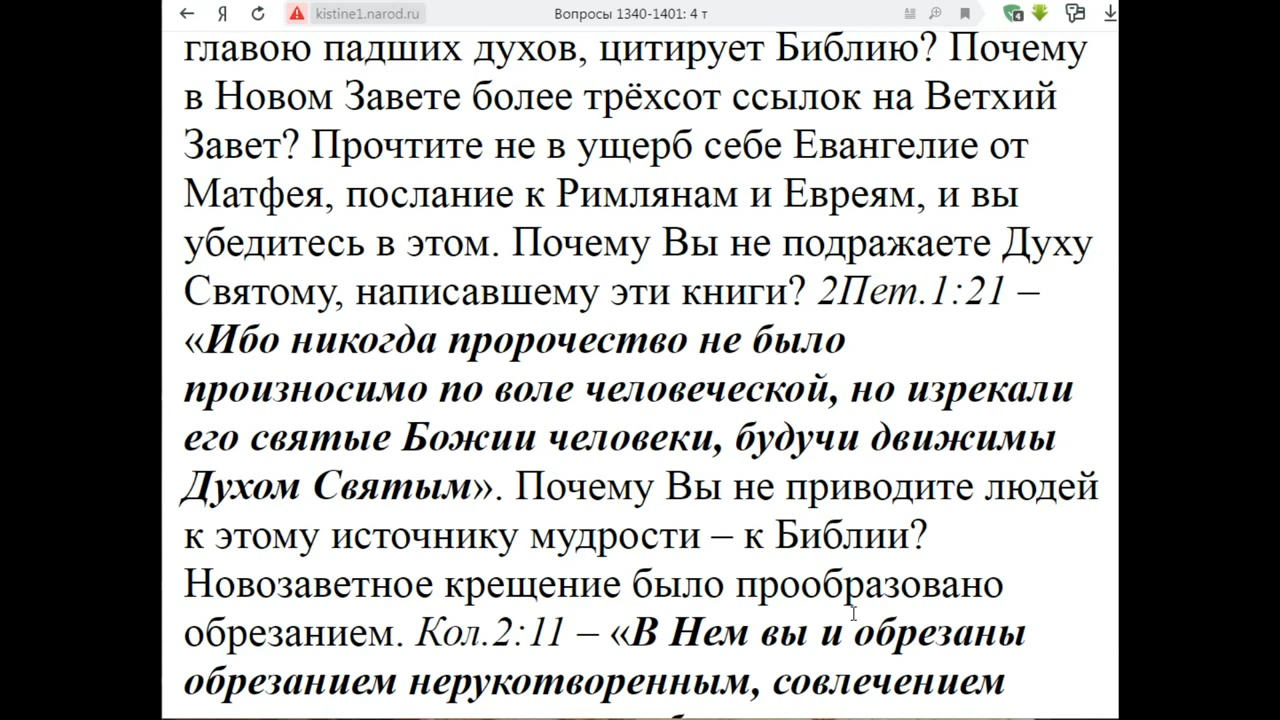 Я kistine1.narod.ru Вопросы 1340-1401: 4 т 4
главою падших духов, цитирует Библию? Почему
в Новом Завете более трёхсот ссылок на Ветхий
Завет? Прочтите не в ущерб себе Евангелие от
Матфея, послание к Римлянам и Евреям, и вы
убедитесь в этом. Почему Вы не подражаете Духу
Святому, написавшему эти книги? 2Пет.1:21 –
«Ибо никогда пророчество не было
произносимо по воле человеческой, но изрекали
его святые Божии человеки, будучи движимы
Духом Святым». Почему Вы не приводите людей
к этому источнику мудрости – к Библии?
Новозаветное крещение было прообразовано
обрезанием. Кол.2:11 – «В Нем вы и обрезаны
обрезанием нерукотворенным, совлечением